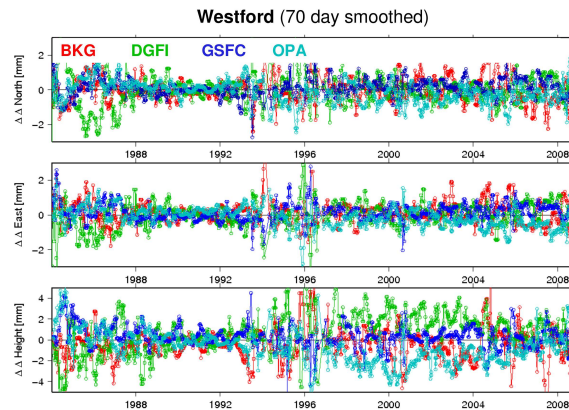 Westford (70 day smoothed)
BKG DGFI GSFC OPA
Δ Δ North [mm]
2
0
−2
1988 1992 1996 2000 2004 2008
Δ Δ East [mm]
2
0
−2
1988 1992 1996 2000 2004 2008
Δ Δ Height [mm]
4
2
0
−2
−4
1988 1992 1996 2000 2004 2008